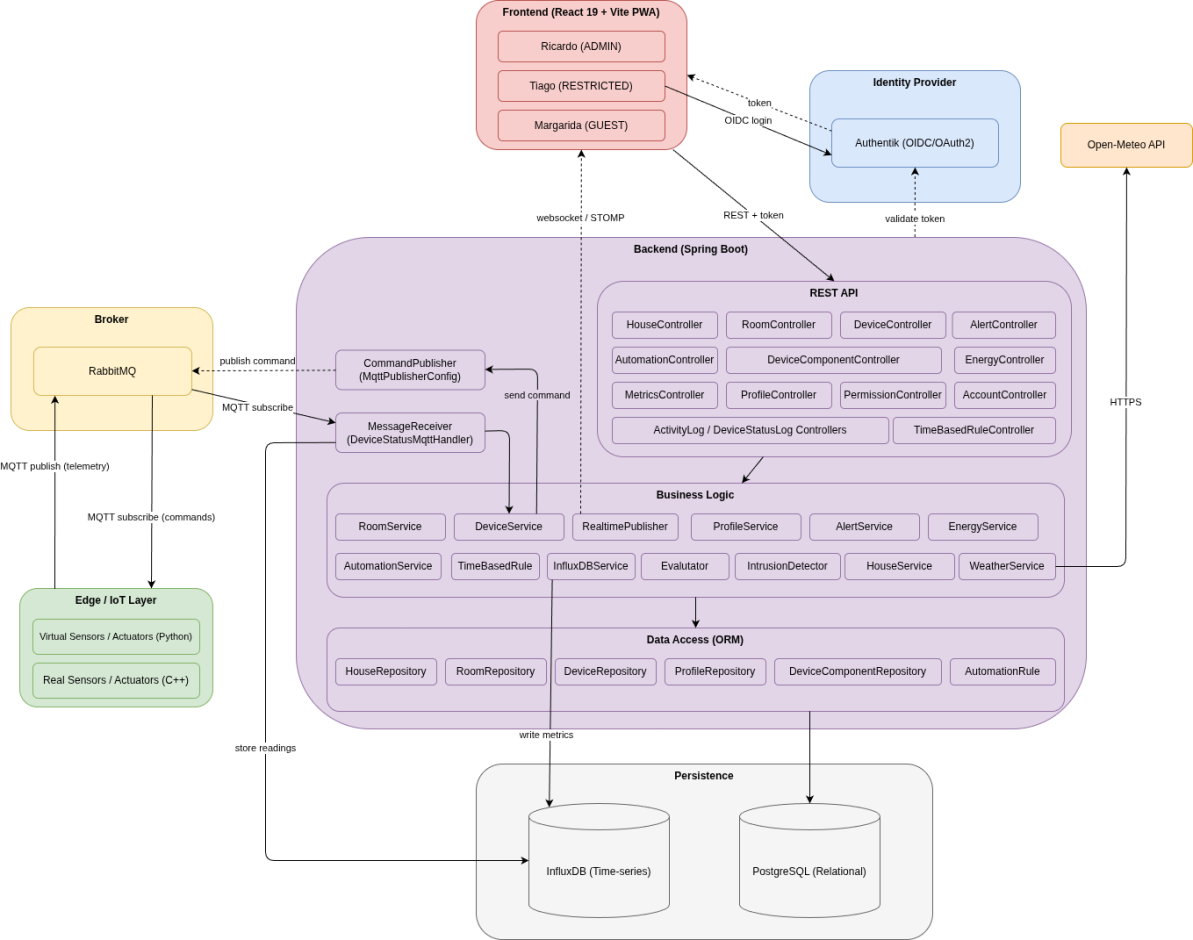 Frontend (React 19 + Vite PWA)
Ricardo (ADMIN)
Tiago (RESTRICTED)
Margarida (GUEST)
Identity Provider
Authentik (OIDC/OAuth2)
Open-Meteo API
token
OIDC login
websocket / STOMP
REST + token
validate token
Backend (Spring Boot)
REST API
HouseController
RoomController
DeviceController
AlertController
AutomationController
DeviceComponentController
EnergyController
MetricsController
ProfileController
PermissionController
AccountController
ActivityLog / DeviceStatusLog Controllers
TimeBasedRuleController
Broker
RabbitMQ
publish command
CommandPublisher
(MqttPublisherConfig)
send command
MQTT subscribe
MessageReceiver
(DeviceStatusMqttHandler)
HTTPS
MQTT publish (telemetry)
MQTT subscribe (commands)
Business Logic
RoomService
DeviceService
RealtimePublisher
ProfileService
AlertService
EnergyService
AutomationService
TimeBasedRule
InfluxDBService
Evalutator
IntrusionDetector
HouseService
WeatherService
Edge / IoT Layer
Virtual Sensors / Actuators (Python)
Real Sensors / Actuators (C++)
Data Access (ORM)
HouseRepository
RoomRepository
DeviceRepository
ProfileRepository
DeviceComponentRepository
AutomationRule
store readings
write metrics
Persistence
InfluxDB (Time-series)
PostgreSQL (Relational)